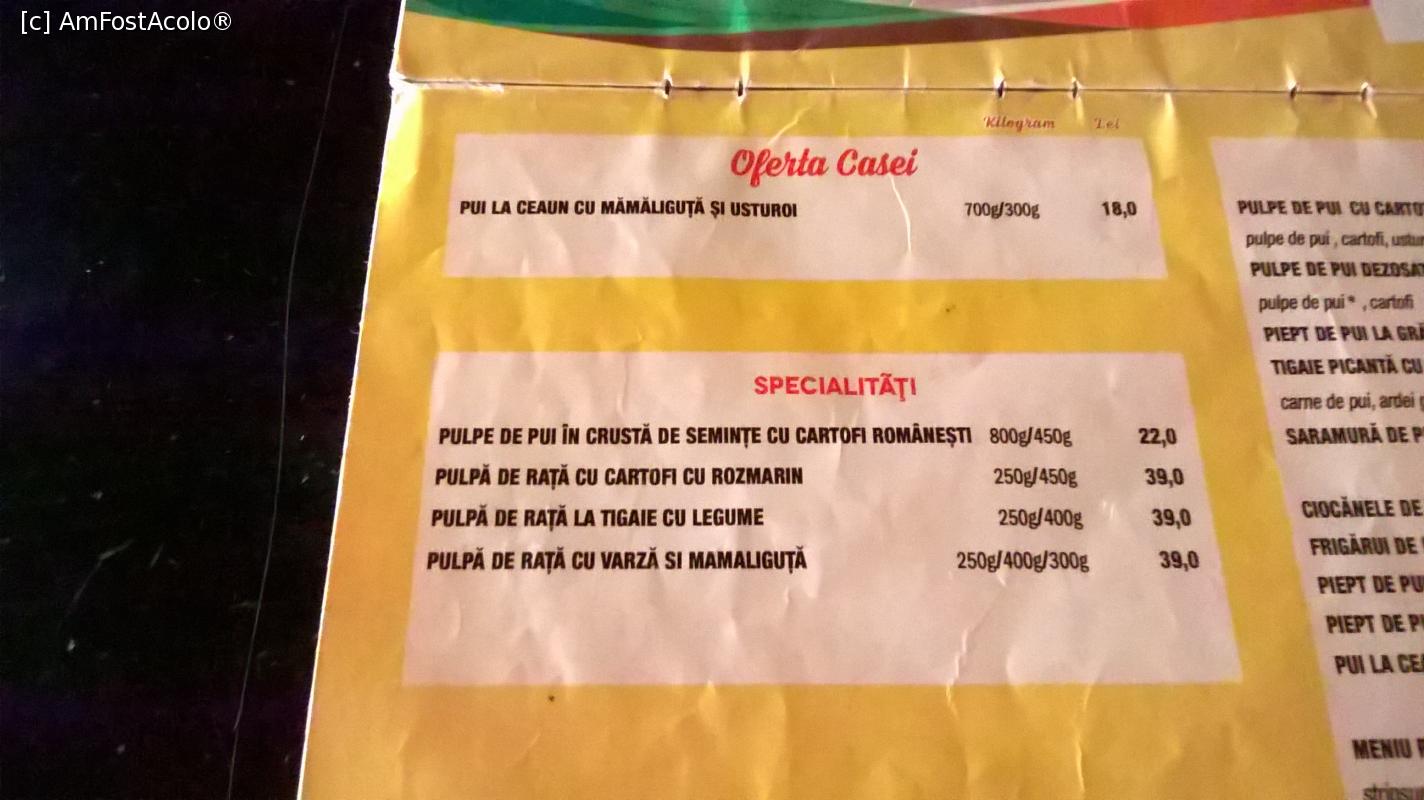 [c] AmFostAcolo®
Kilogram Lei
Oferta Casei
PUI LA CEAUN CU MĂMĂLIGUȚĂ ȘI USTUROI 700g/300g 18,0
SPECIALITĂŢI
PULPE DE PUI ÎN CRUSTĂ DE SEMINȚE CU CARTOFI ROMÂNEȘTI 800g/450g 22,0
PULPĂ DE RAȚĂ CU CARTOFI CU ROZMARIN 250g/450g 39,0
PULPĂ DE RAȚĂ LA TIGAIE CU LEGUME 250g/400g 39,0
PULPĂ DE RAȚĂ CU VARZĂ SI MAMALIGUȚĂ 250g/400g/300g 39,0
PULPE DE PUI CU
pulpe de pui, cartofi,
PULPE DE PUI
pulpe de pui*, cartofi
PIEPT DE PUI LA
TIGAIE PICANTĂ CU
carne de pui, ardei
SARAMURĂ DE
CIOCĂNELE DE
FRIGĂRUI DE
PIEPT DE
PIEPT DE
PUI LA
MENIU